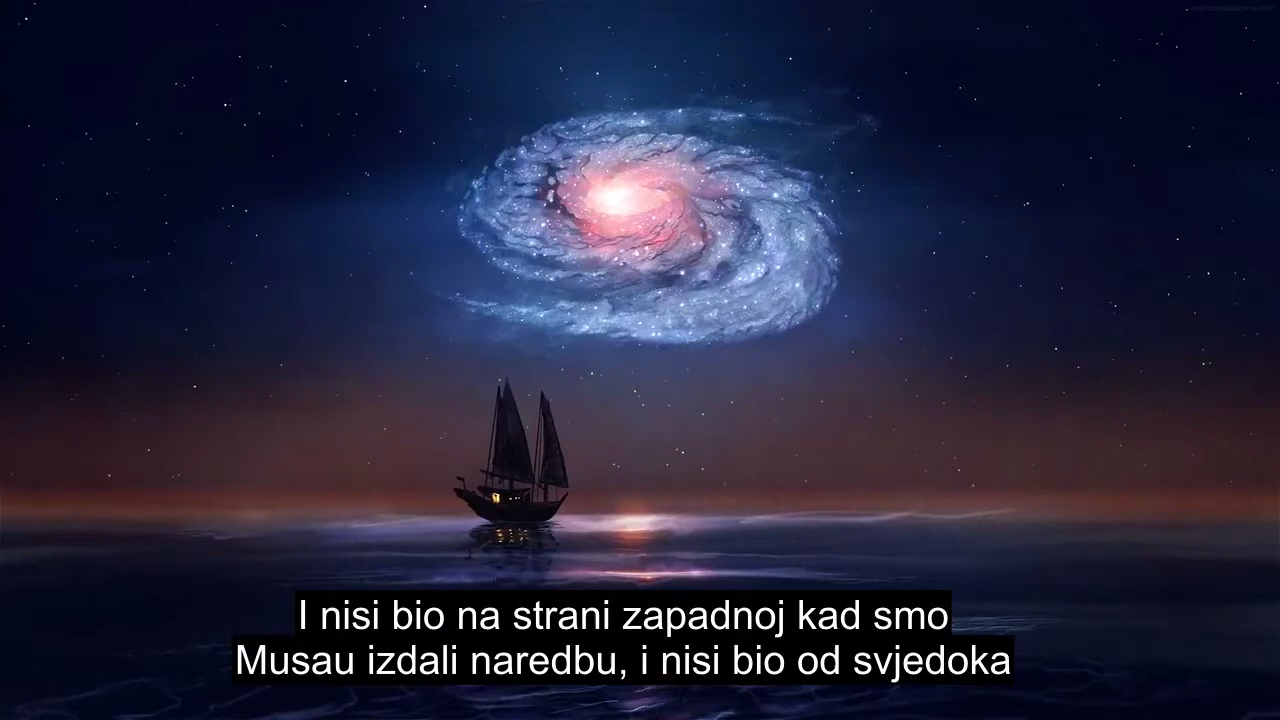 I nisi bio na strani zapadnoj kad smo
Musau izdali naredbu, i nisi bio od svjedoka